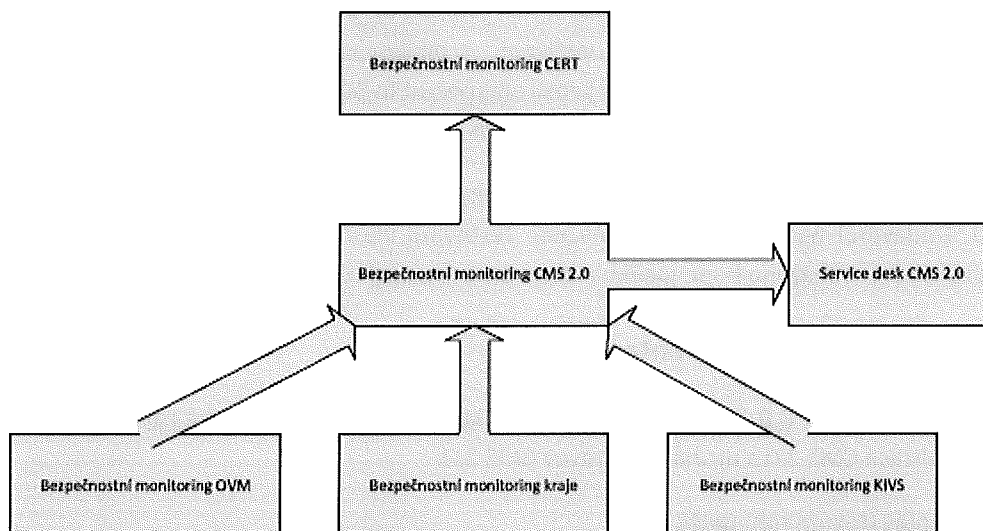 Bezpečnostní monitoring CERT
Bezpečnostní monitoring CMS 2.0
Service desk CMS 2.0
Bezpečnostní monitoring OVM
Bezpečnostní monitoring kraje
Bezpečnostní monitoring KIVS